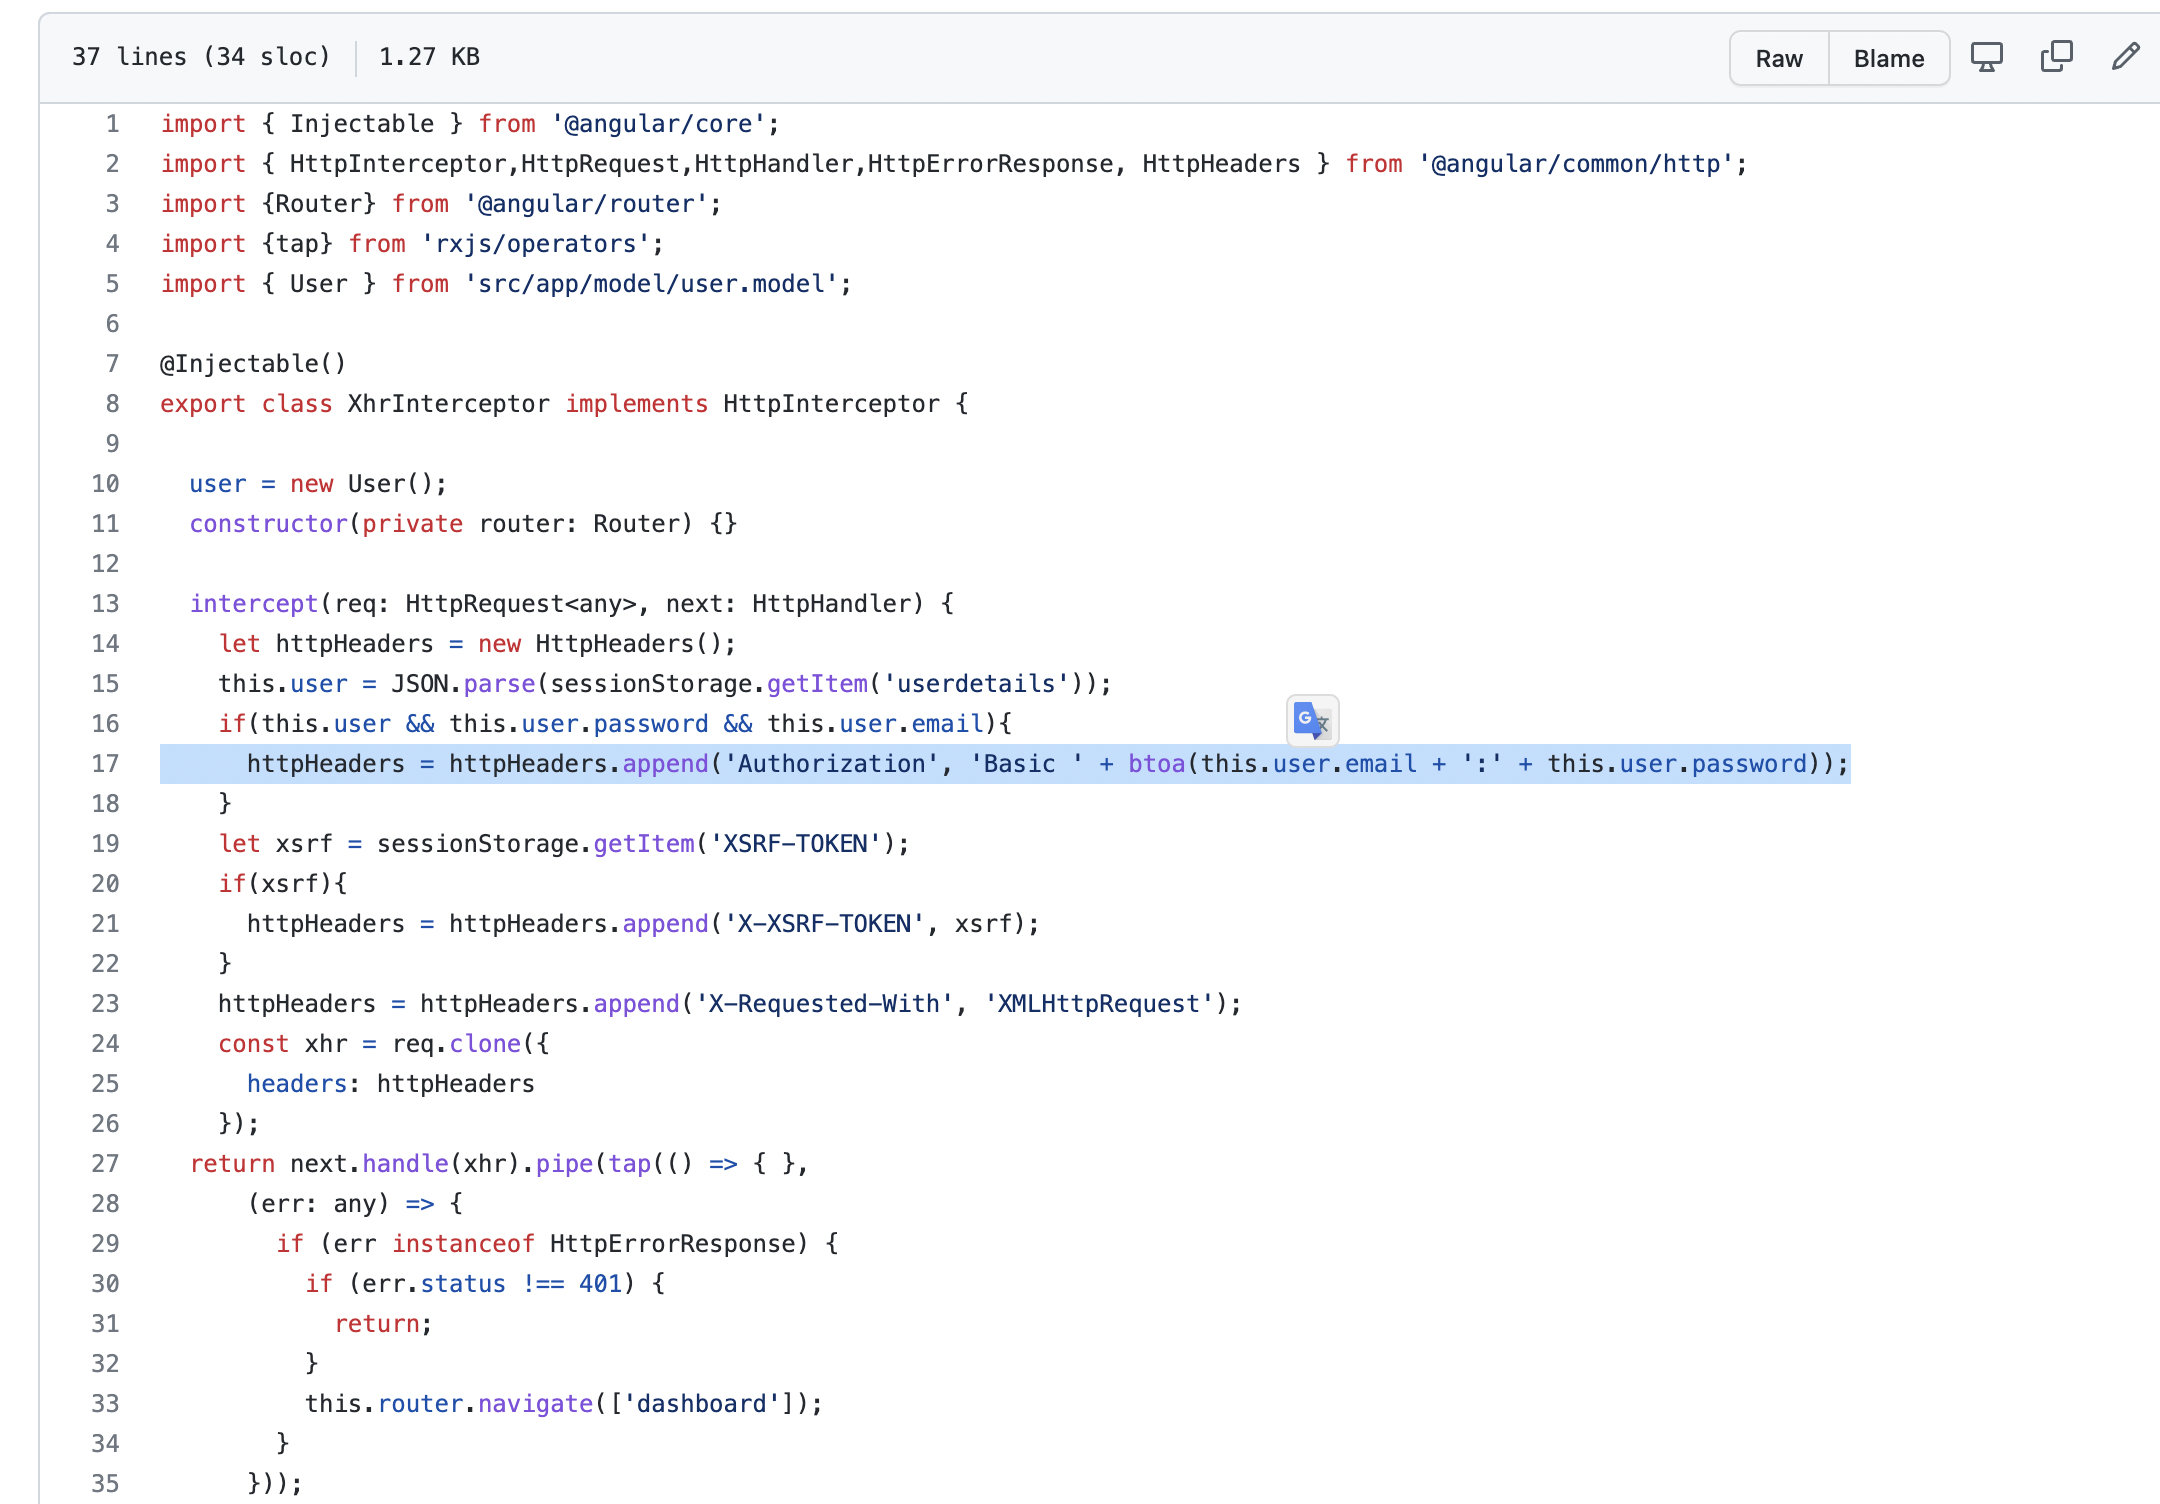 37 lines (34 sloc) 1.27 KB Raw Blame
1 import { Injectable } from '@angular/core';
2 import { HttpInterceptor,HttpRequest,HttpHandler,HttpErrorResponse, HttpHeaders } from '@angular/common/http';
3 import {Router} from '@angular/router';
4 import {tap} from 'rxjs/operators';
5 import { User } from 'src/app/model/user.model';
6
7 @Injectable()
8 export class XhrInterceptor implements HttpInterceptor {
9
10   user = new User();
11   constructor(private router: Router) {}
12
13   intercept(req: HttpRequest<any>, next: HttpHandler) {
14     let httpHeaders = new HttpHeaders();
15     this.user = JSON.parse(sessionStorage.getItem('userdetails'));
16     if(this.user && this.user.password && this.user.email){
G 文
17       httpHeaders = httpHeaders.append('Authorization', 'Basic ' + btoa(this.user.email + ':' + this.user.password));
18     }
19     let xsrf = sessionStorage.getItem('XSRF-TOKEN');
20     if(xsrf){
21       httpHeaders = httpHeaders.append('X-XSRF-TOKEN', xsrf);
22     }
23     httpHeaders = httpHeaders.append('X-Requested-With', 'XMLHttpRequest');
24     const xhr = req.clone({
25       headers: httpHeaders
26     });
27   return next.handle(xhr).pipe(tap(() => { },
28       (err: any) => {
29         if (err instanceof HttpErrorResponse) {
30           if (err.status !== 401) {
31             return;
32           }
33           this.router.navigate(['dashboard']);
34         }
35       }));